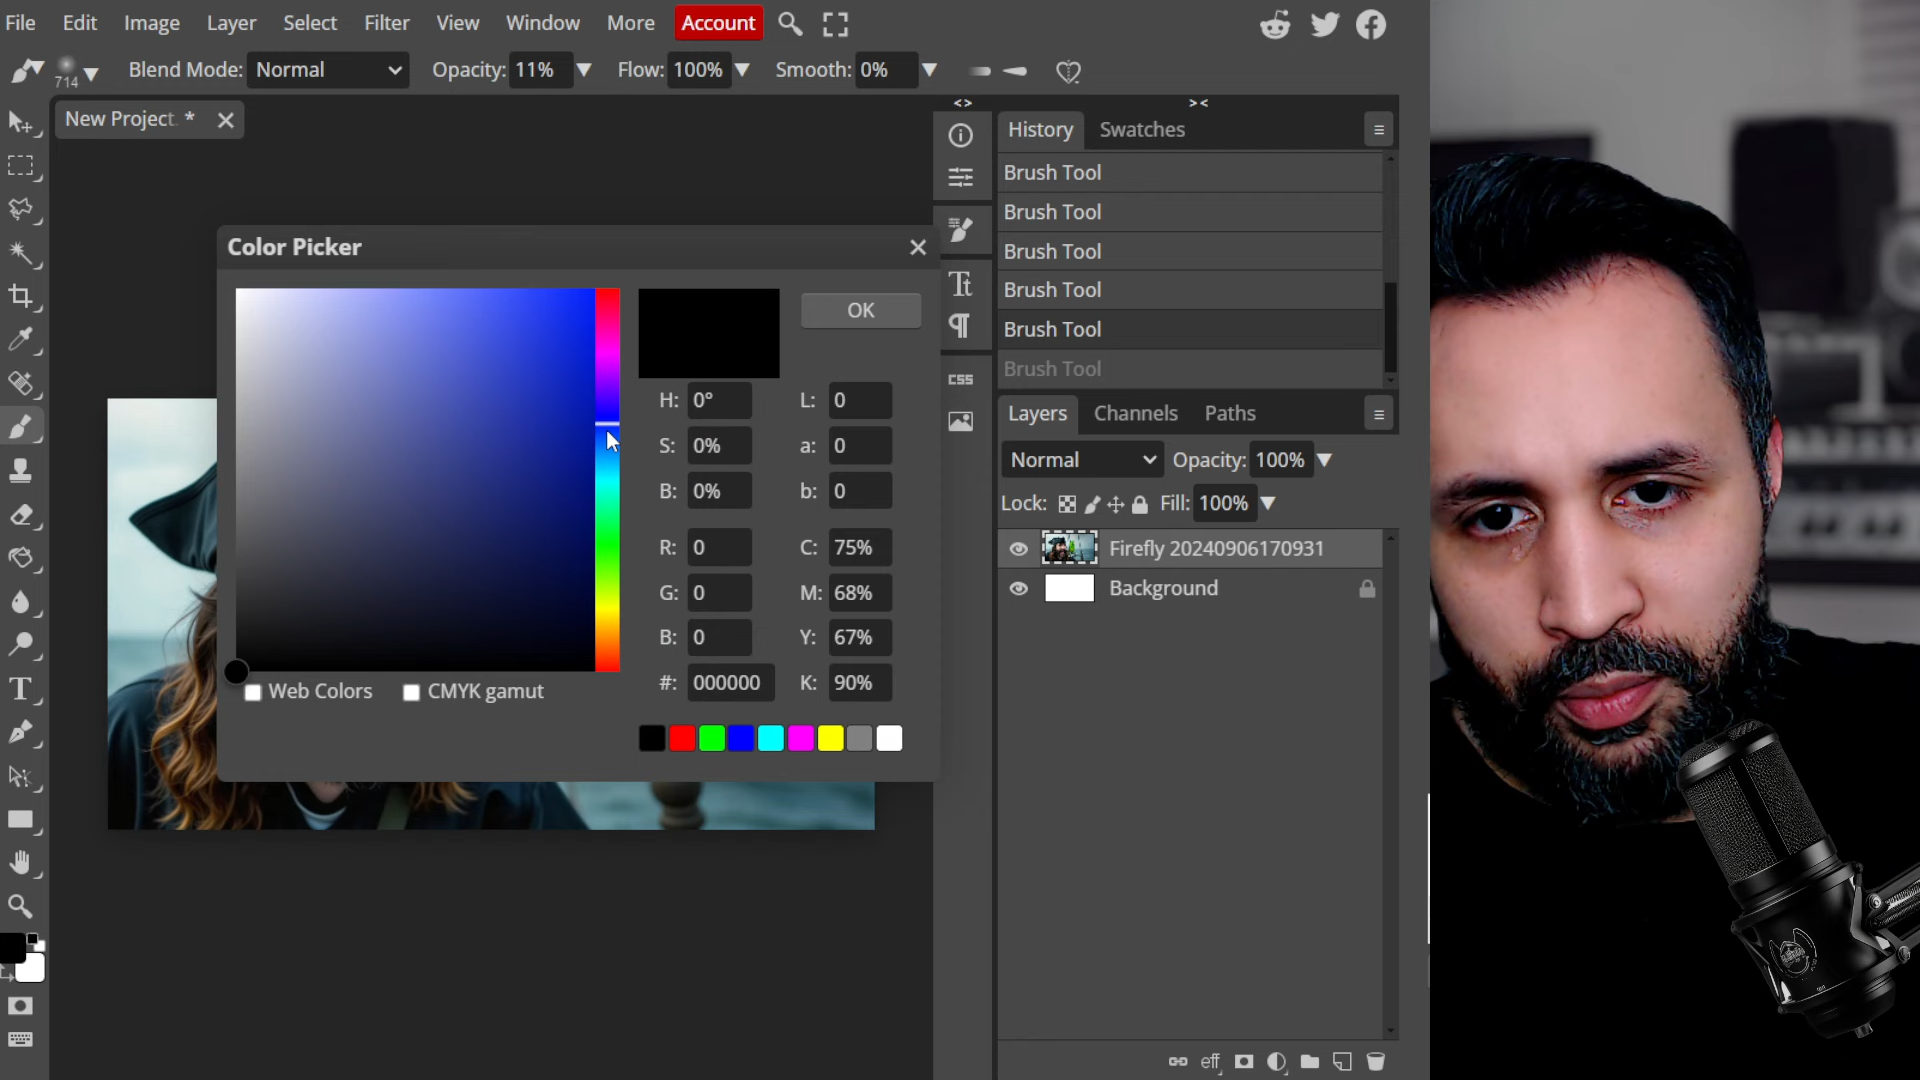 File Edit Image Layer Select Filter View Window More Account
714 Blend Mode: Normal Opacity: 11% Flow: 100% Smooth: 0%
New Project. *
Color Picker
OK
H: 0° L: 0
S: 0% a: 0
B: 0% b: 0
R: 0 C: 75%
G: 0 M: 68%
B: 0 Y: 67%
#: 000000 K: 90%
Web Colors CMYK gamut
History Swatches
Brush Tool
Brush Tool
Brush Tool
Brush Tool
Brush Tool
Brush Tool
CSS
Layers Channels Paths
Normal Opacity: 100%
Lock: Fill: 100%
Firefly 20240906170931
Background
eff